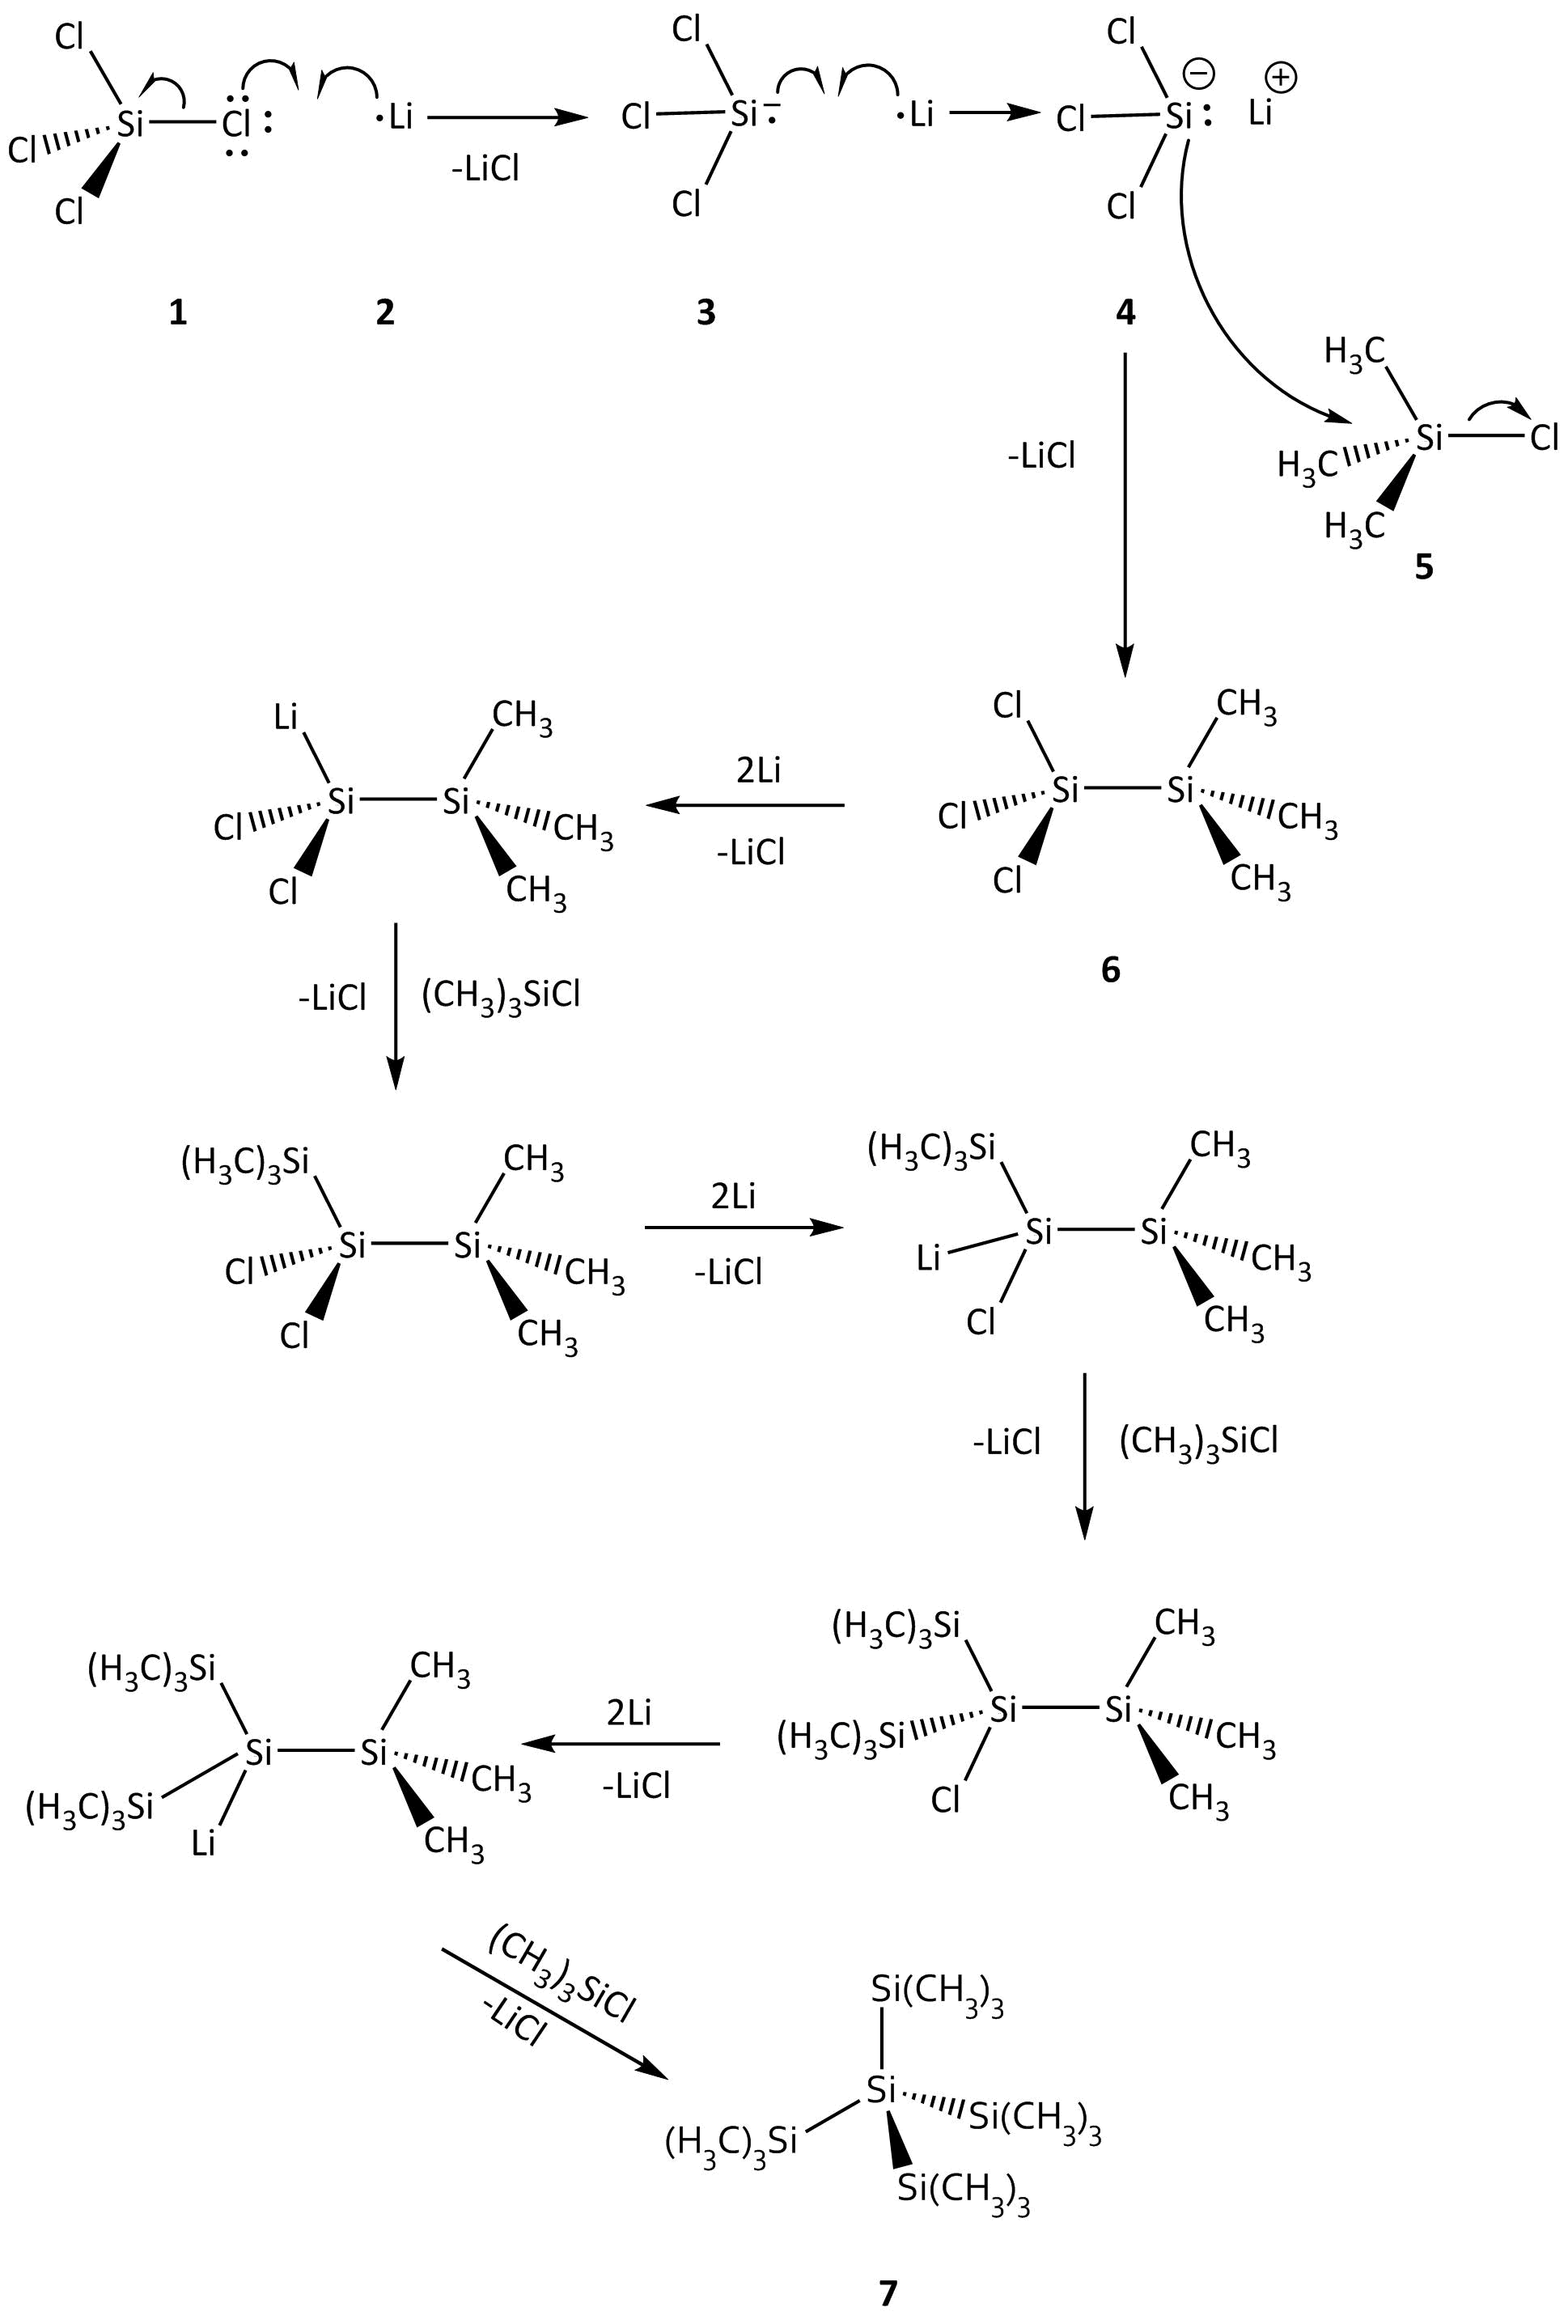 Cl Cl Cl
Si Cl ·Li Si ·Li Si Li
Cl Cl Cl
Cl -LiCl Cl Cl
1 2 3 4
H₃C
-LiCl Si Cl
H₃C
H₃C
5
Li CH₃ Cl CH₃
2Li
Si Si Si Si
Cl CH₃ -LiCl Cl CH₃
Cl CH₃ Cl CH₃
6
-LiCl (CH₃)₃SiCl
(H₃C)₃Si CH₃ (H₃C)₃Si CH₃
2Li
Si Si Si Si
Cl CH₃ -LiCl Li CH₃
Cl CH₃ Cl CH₃
-LiCl (CH₃)₃SiCl
(H₃C)₃Si CH₃ (H₃C)₃Si CH₃
2Li
Si Si Si Si
(H₃C)₃Si CH₃ -LiCl (H₃C)₃Si CH₃
Li CH₃ Cl CH₃
(CH₃)₃SiCl
-LiCl
Si(CH₃)₃
Si
(H₃C)₃Si Si(CH₃)₃
Si(CH₃)₃
7